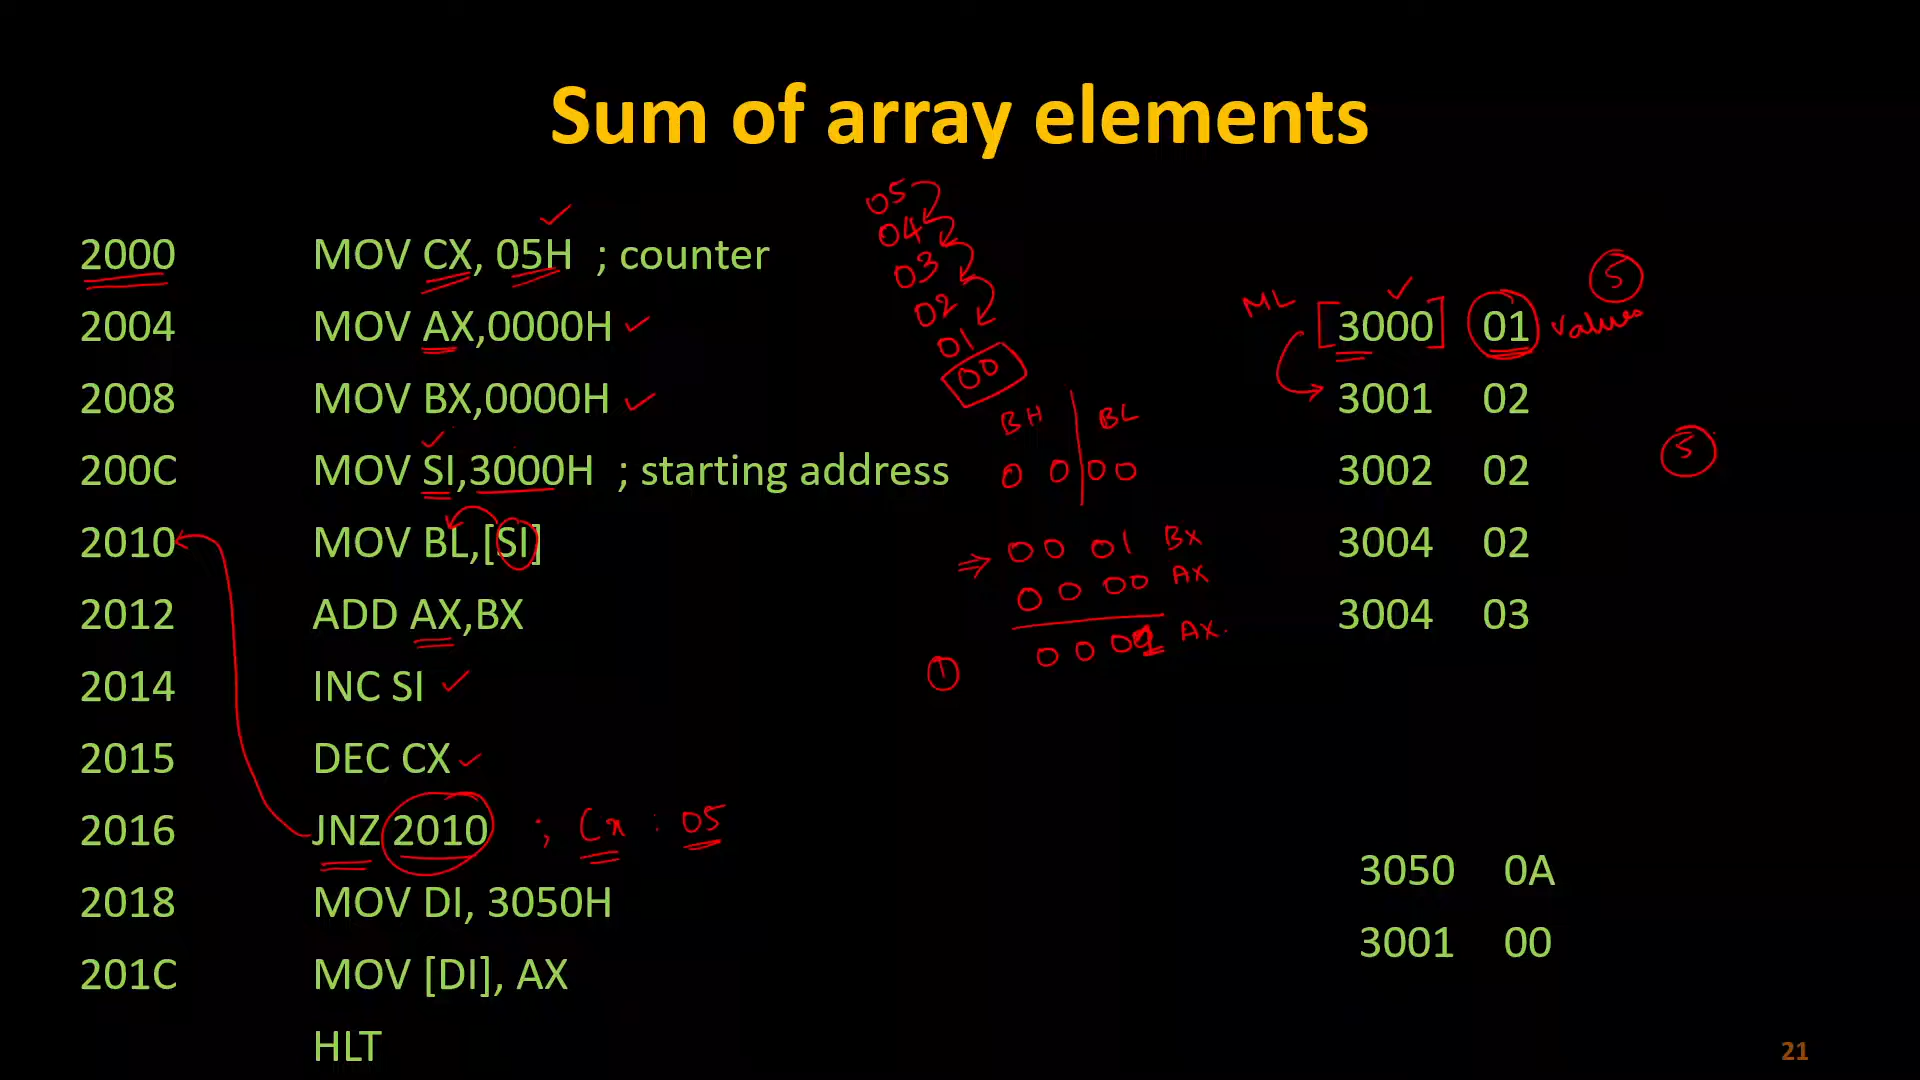 Sum of array elements
2000 MOV CX, 05H ; counter
2004 MOV AX,0000H
2008 MOV BX,0000H
200C MOV SI,3000H ; starting address
2010 MOV BL,[SI]
2012 ADD AX,BX
2014 INC SI
2015 DEC CX
2016 JNZ 2010 ; Cx : 05
2018 MOV DI, 3050H
201C MOV [DI], AX
HLT
05
04
03
02
01
00
BH BL
0 0 00
00 01 BX
00 00 AX
00 0 AX.
1
5
ML [3000] 01 values
3001 02
3002 02
5
3004 02
3004 03
3050 0A
3001 00
21